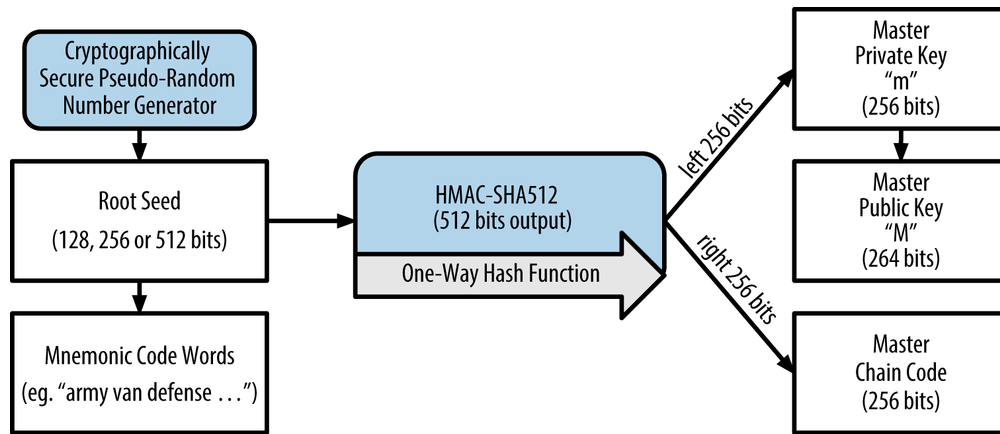 Cryptographically
Secure Pseudo-Random
Number Generator
Root Seed
(128, 256 or 512 bits)
Mnemonic Code Words
(eg. “army van defense …”)
HMAC-SHA512
(512 bits output)
One-Way Hash Function
left 256 bits
right 256 bits
Master
Private Key
“m”
(256 bits)
Master
Public Key
“M”
(264 bits)
Master
Chain Code
(256 bits)